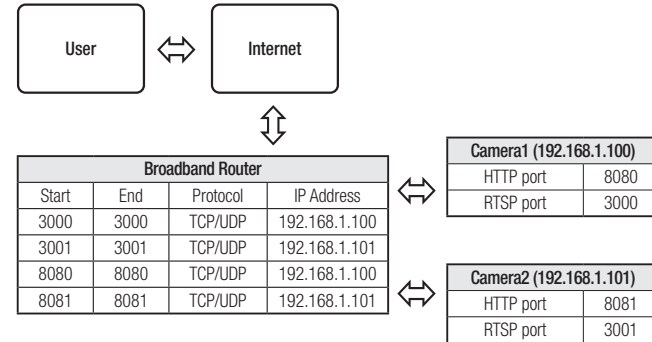 User
Internet
Broadband Router
Start End Protocol IP Address
3000 3000 TCP/UDP 192.168.1.100
3001 3001 TCP/UDP 192.168.1.101
8080 8080 TCP/UDP 192.168.1.100
8081 8081 TCP/UDP 192.168.1.101
Camera1 (192.168.1.100)
HTTP port 8080
RTSP port 3000
Camera2 (192.168.1.101)
HTTP port 8081
RTSP port 3001